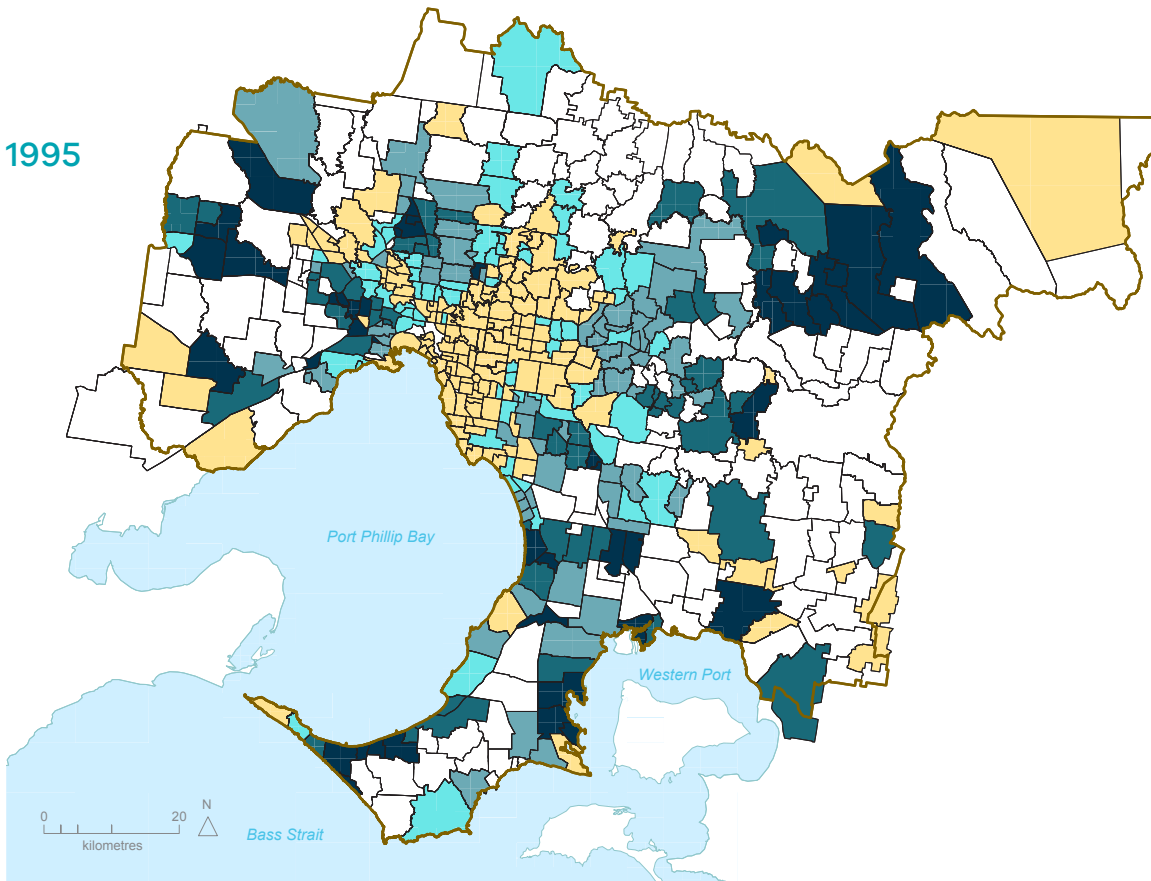 1995
Port Phillip Bay
Western Port
0 20
N
kilometres
Bass Strait